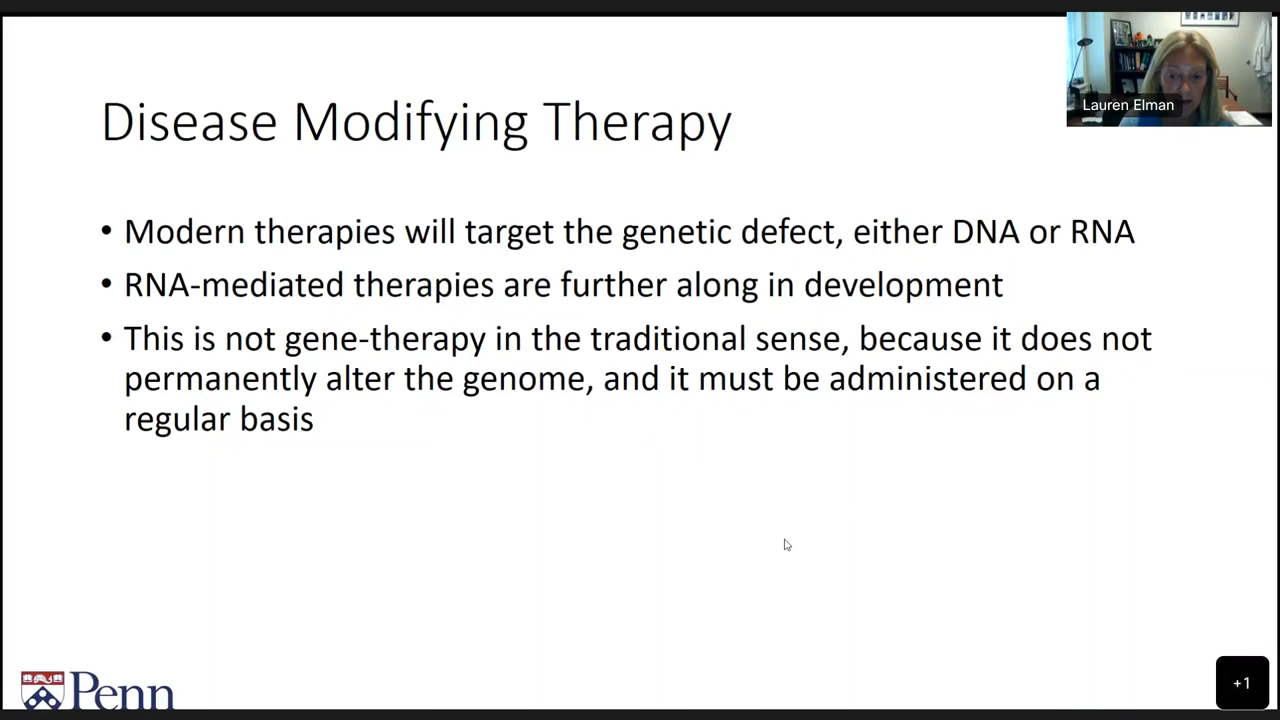 Lauren Elman
Disease Modifying Therapy
• Modern therapies will target the genetic defect, either DNA or RNA
• RNA-mediated therapies are further along in development
• This is not gene-therapy in the traditional sense, because it does not
permanently alter the genome, and it must be administered on a
regular basis
Penn
+1